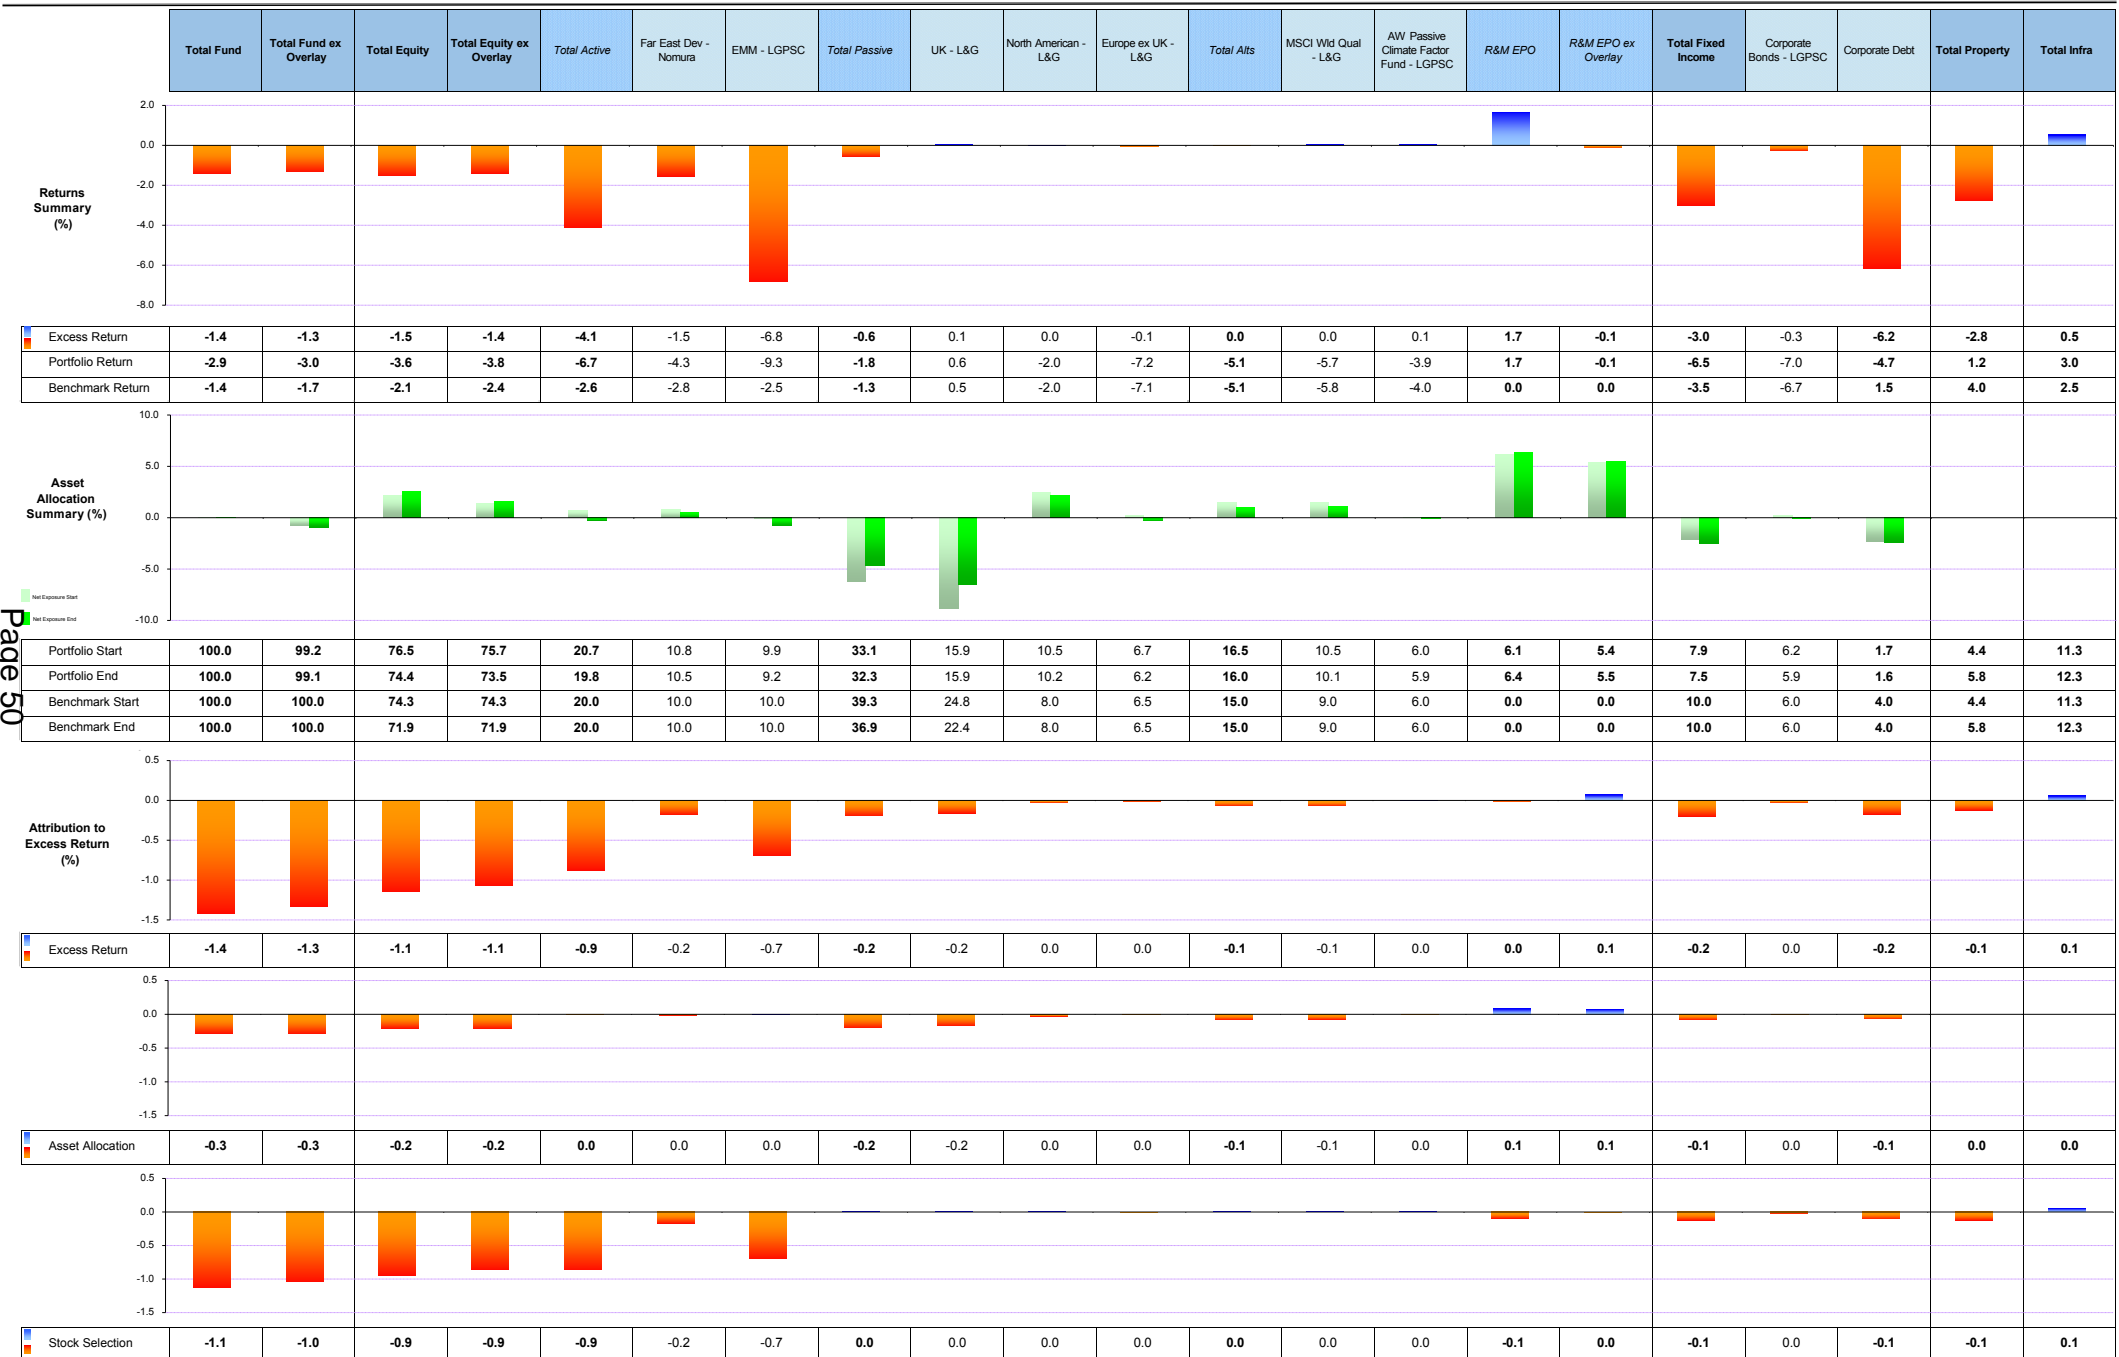 Total Fund | Total Fund ex Overlay | Total Equity | Total Equity ex Overlay | Total Active | Far East Dev - Nomura | EMM - LGPSC | Total Passive | UK - L&G | North American - L&G | Europe ex UK - L&G | Total Alts | MSCI Wld Qual - L&G | AW Passive Climate Factor Fund - LGPSC | R&M EPO | R&M EPO ex Overlay | Total Fixed Income | Corporate Bonds - LGPSC | Corporate Debt | Total Property | Total Infra
Returns
Summary
(%)
2.0
0.0
-2.0
-4.0
-6.0
-8.0
Excess Return | -1.4 | -1.3 | -1.5 | -1.4 | -4.1 | -1.5 | -6.8 | -0.6 | 0.1 | 0.0 | -0.1 | 0.0 | 0.0 | 0.1 | 1.7 | -0.1 | -3.0 | -0.3 | -6.2 | -2.8 | 0.5
Portfolio Return | -2.9 | -3.0 | -3.6 | -3.8 | -6.7 | -4.3 | -9.3 | -1.8 | 0.6 | -2.0 | -7.2 | -5.1 | -5.7 | -3.9 | 1.7 | -0.1 | -6.5 | -7.0 | -4.7 | 1.2 | 3.0
Benchmark Return | -1.4 | -1.7 | -2.1 | -2.4 | -2.6 | -2.8 | -2.5 | -1.3 | 0.5 | -2.0 | -7.1 | -5.1 | -5.8 | -4.0 | 0.0 | 0.0 | -3.5 | -6.7 | 1.5 | 4.0 | 2.5
Asset
Allocation
Summary (%)
10.0
5.0
0.0
-5.0
-10.0
Net Exposure Start
Net Exposure End
Page 50
Portfolio Start | 100.0 | 99.2 | 76.5 | 75.7 | 20.7 | 10.8 | 9.9 | 33.1 | 15.9 | 10.5 | 6.7 | 16.5 | 10.5 | 6.0 | 6.1 | 5.4 | 7.9 | 6.2 | 1.7 | 4.4 | 11.3
Portfolio End | 100.0 | 99.1 | 74.4 | 73.5 | 19.8 | 10.5 | 9.2 | 32.3 | 15.9 | 10.2 | 6.2 | 16.0 | 10.1 | 5.9 | 6.4 | 5.5 | 7.5 | 5.9 | 1.6 | 5.8 | 12.3
Benchmark Start | 100.0 | 100.0 | 74.3 | 74.3 | 20.0 | 10.0 | 10.0 | 39.3 | 24.8 | 8.0 | 6.5 | 15.0 | 9.0 | 6.0 | 0.0 | 0.0 | 10.0 | 6.0 | 4.0 | 4.4 | 11.3
Benchmark End | 100.0 | 100.0 | 71.9 | 71.9 | 20.0 | 10.0 | 10.0 | 36.9 | 22.4 | 8.0 | 6.5 | 15.0 | 9.0 | 6.0 | 0.0 | 0.0 | 10.0 | 6.0 | 4.0 | 5.8 | 12.3
Attribution to
Excess Return
(%)
0.5
0.0
-0.5
-1.0
-1.5
Excess Return | -1.4 | -1.3 | -1.1 | -1.1 | -0.9 | -0.2 | -0.7 | -0.2 | -0.2 | 0.0 | 0.0 | -0.1 | -0.1 | 0.0 | 0.0 | 0.1 | -0.2 | 0.0 | -0.2 | -0.1 | 0.1
0.5
0.0
-0.5
-1.0
-1.5
Asset Allocation | -0.3 | -0.3 | -0.2 | -0.2 | 0.0 | 0.0 | 0.0 | -0.2 | -0.2 | 0.0 | 0.0 | -0.1 | -0.1 | 0.0 | 0.1 | 0.1 | -0.1 | 0.0 | -0.1 | 0.0 | 0.0
0.5
0.0
-0.5
-1.0
-1.5
Stock Selection | -1.1 | -1.0 | -0.9 | -0.9 | -0.9 | -0.2 | -0.7 | 0.0 | 0.0 | 0.0 | 0.0 | 0.0 | 0.0 | 0.0 | -0.1 | 0.0 | -0.1 | 0.0 | -0.1 | -0.1 | 0.1